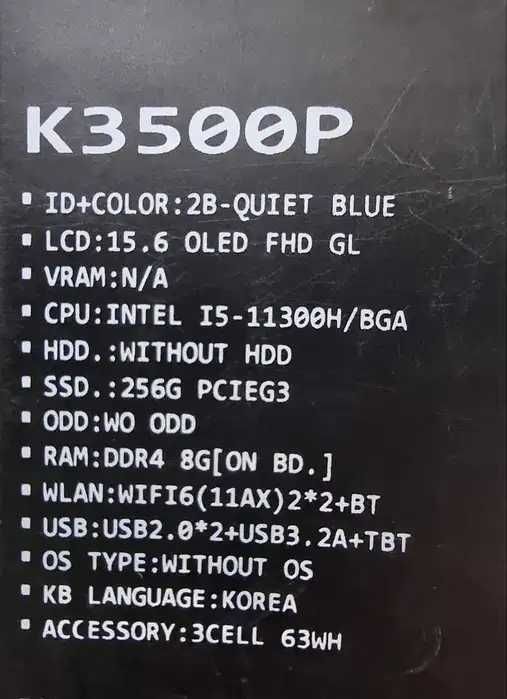 K3500P
▪ ID+COLOR:2B-QUIET BLUE
▪ LCD:15.6 OLED FHD GL
▪ VRAM:N/A
▪ CPU:INTEL I5-11300H/BGA
▪ HDD.:WITHOUT HDD
▪ SSD.:256G PCIEG3
▪ ODD:WO ODD
▪ RAM:DDR4 8G[ON BD.]
▪ WLAN:WIFI6(11AX)2*2+BT
▪ USB:USB2.0*2+USB3.2A+TBT
▪ OS TYPE:WITHOUT OS
▪ KB LANGUAGE:KOREA
▪ ACCESSORY:3CELL 63WH